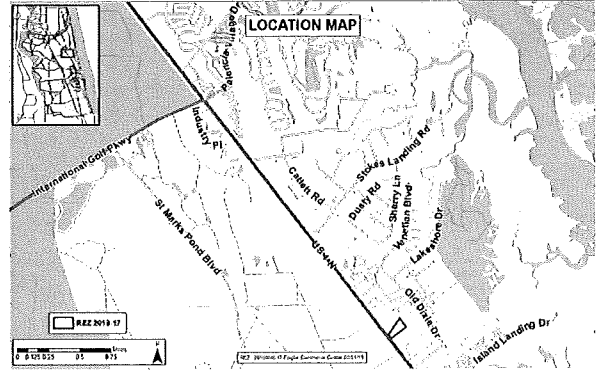 LOCATION MAP
Palencia Village Dr
Industry Pl
International Golf Pkwy
Catlett Rd
Stokes Landing Rd
Dusty Rd
Sherry Ln
Venetian Blvd
St Marks Pond Blvd
Lakeshore Dr
US 1 N
Old Dixie Dr
Island Landing Dr
REZ 2019-17
0 0.125 0.25 0.5 0.75
Miles
N